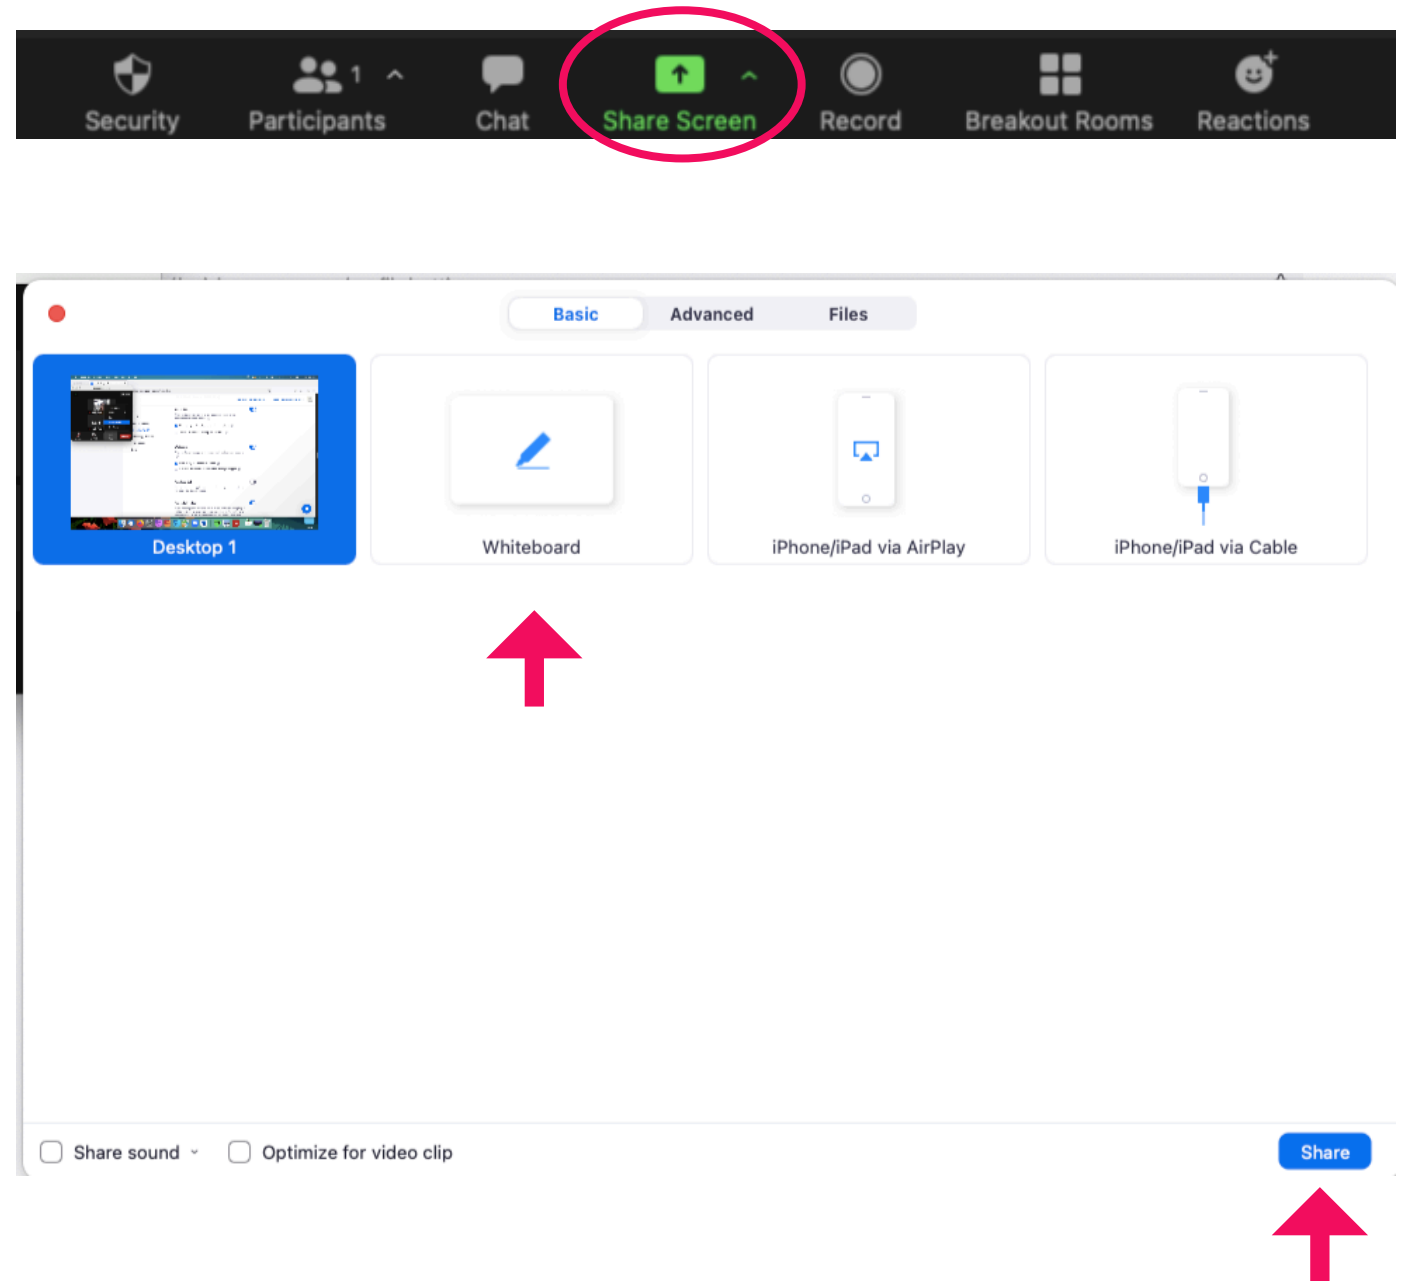 1
Security Participants Chat Share Screen Record Breakout Rooms Reactions
Basic Advanced Files
Desktop 1 Whiteboard iPhone/iPad via AirPlay iPhone/iPad via Cable
Share sound Optimize for video clip Share